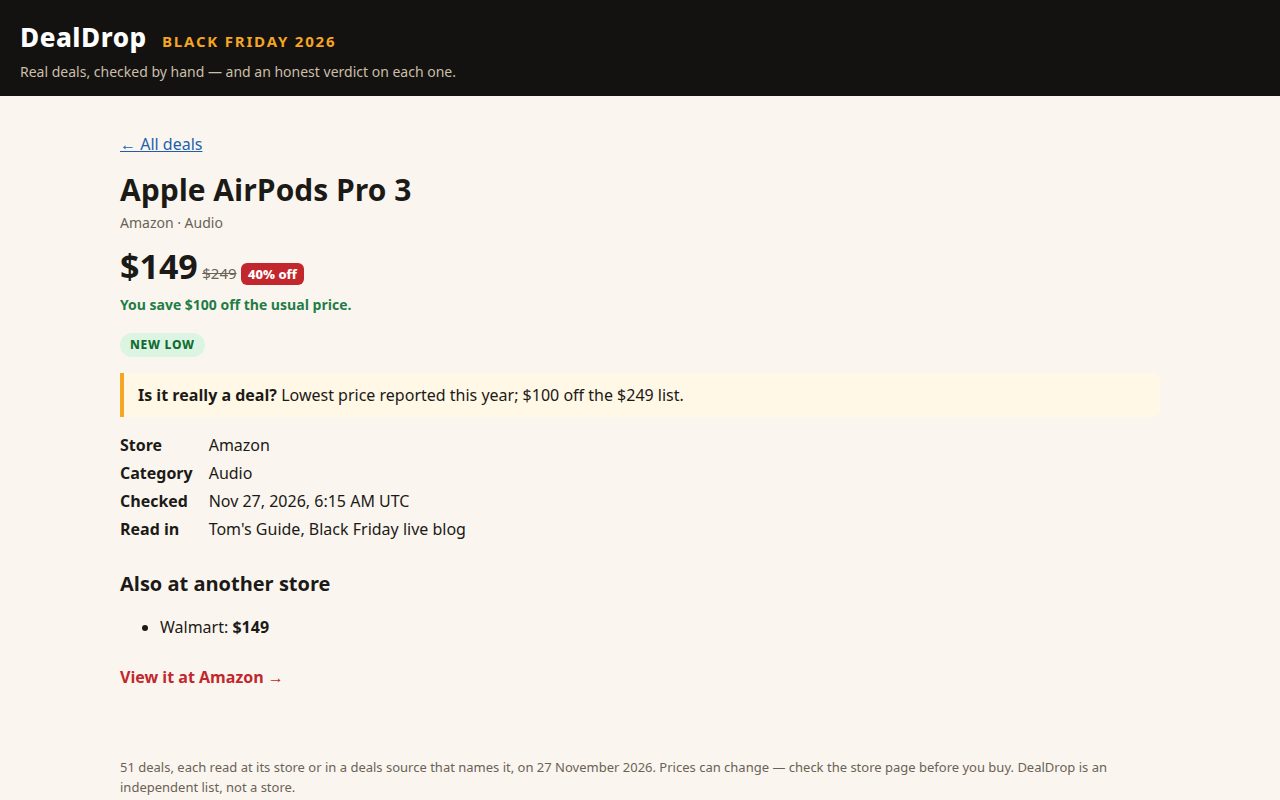 DealDrop BLACK FRIDAY 2026
Real deals, checked by hand — and an honest verdict on each one.
← All deals
Apple AirPods Pro 3
Amazon · Audio
$149 $249 40% off
You save $100 off the usual price.
NEW LOW
Is it really a deal? Lowest price reported this year; $100 off the $249 list.
Store Amazon
Category Audio
Checked Nov 27, 2026, 6:15 AM UTC
Read in Tom's Guide, Black Friday live blog
Also at another store
• Walmart: $149
View it at Amazon →
51 deals, each read at its store or in a deals source that names it, on 27 November 2026. Prices can change — check the store page before you buy. DealDrop is an
independent list, not a store.